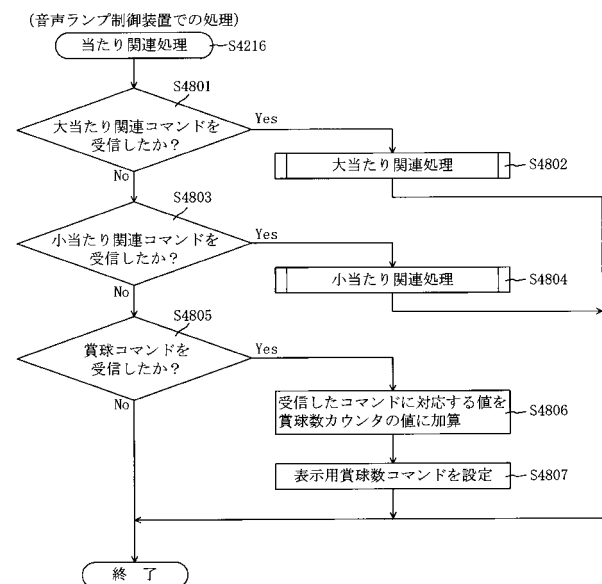 (音声ランプ制御装置での処理)
当たり関連処理
S4216
S4801
大当たり関連コマンドを
受信したか？
Yes
大当たり関連処理
S4802
No
S4803
小当たり関連コマンドを
受信したか？
Yes
小当たり関連処理
S4804
No
S4805
賞球コマンドを
受信したか？
Yes
No
受信したコマンドに対応する値を
賞球数カウンタの値に加算
S4806
表示用賞球数コマンドを設定
S4807
終 了